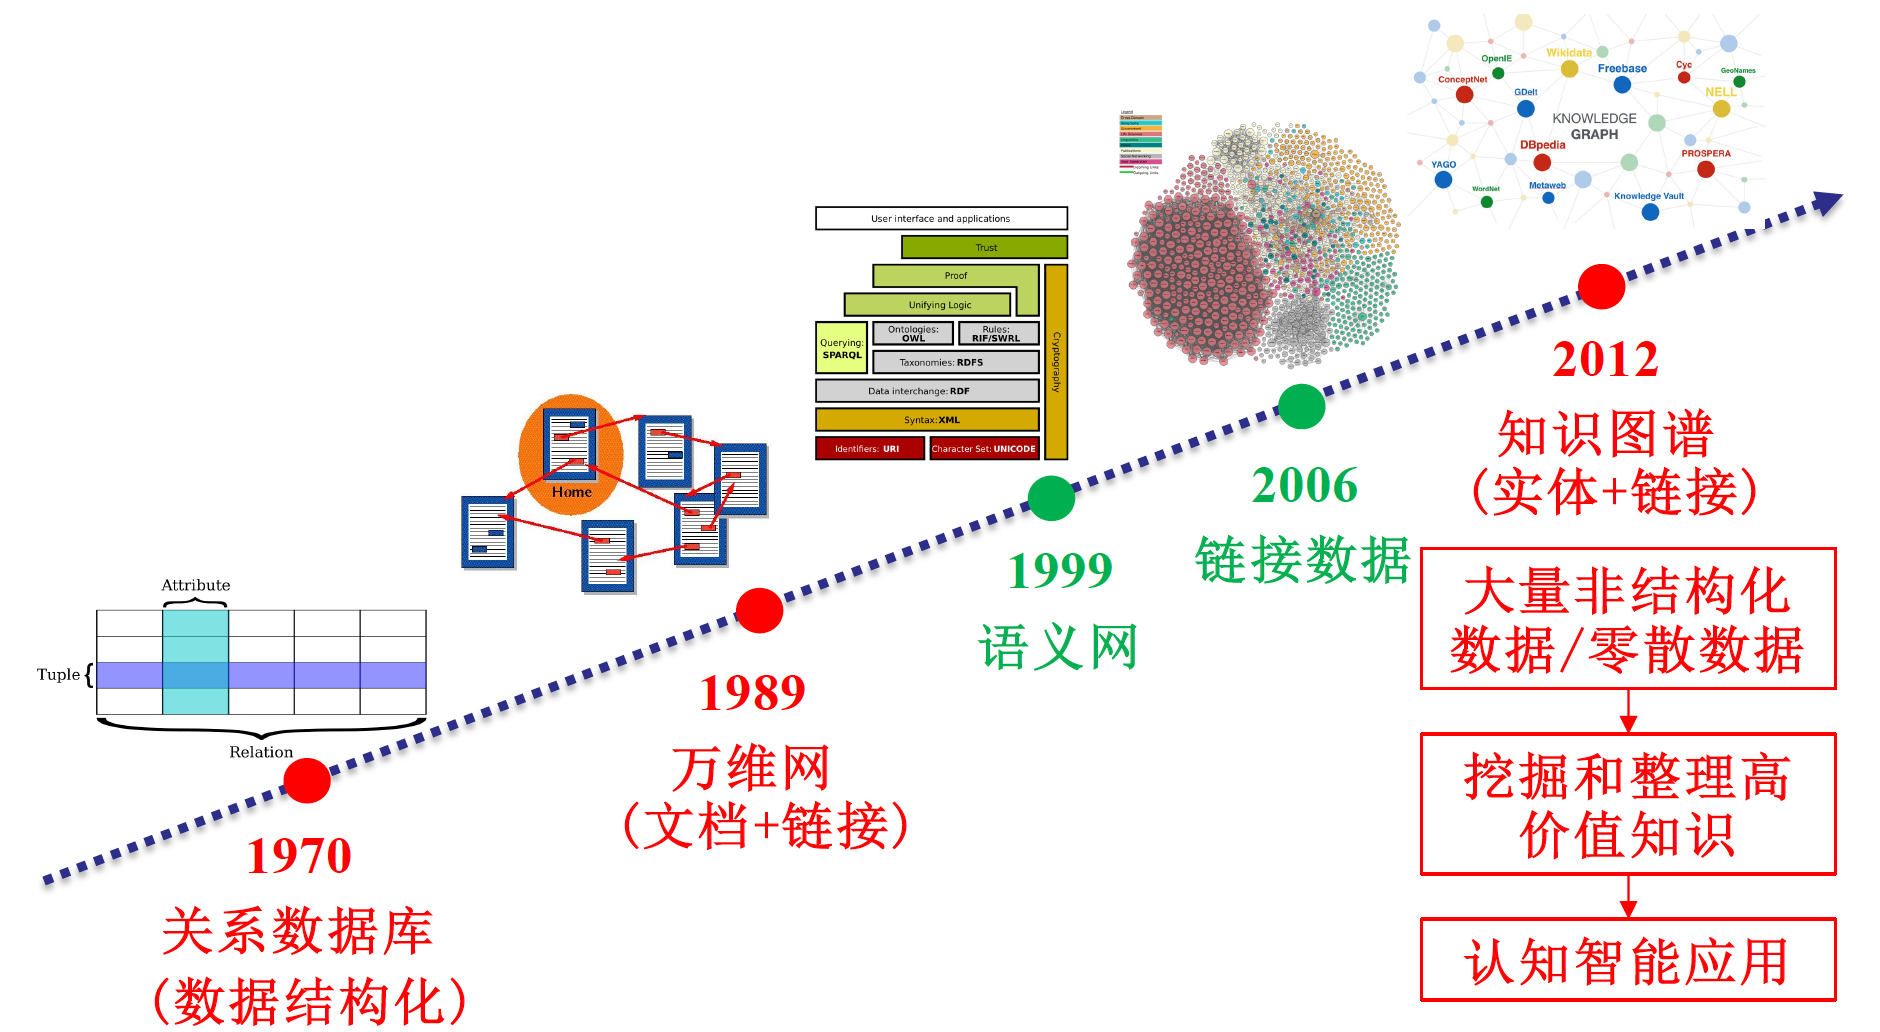 Attribute
Tuple
Relation
1970
关系数据库
(数据结构化)
Home
1989
万维网
(文档+链接)
User interface and applications
Trust
Proof
Unifying Logic
Querying:
SPARQL
Ontologies:
OWL
Rules:
RIF/SWRL
Taxonomies: RDFS
Data interchange: RDF
Syntax: XML
Identifiers: URI
Character Set: UNICODE
Cryptography
1999
语义网
2006
链接数据
OpenIE
Wikidata
Freebase
Cyc
GeoNames
ConceptNet
GDelt
NELL
KNOWLEDGE
GRAPH
DBpedia
PROSPERA
YAGO
WordNet
Metaweb
Knowledge Vault
2012
知识图谱
(实体+链接)
大量非结构化
数据/零散数据
挖掘和整理高
价值知识
认知智能应用